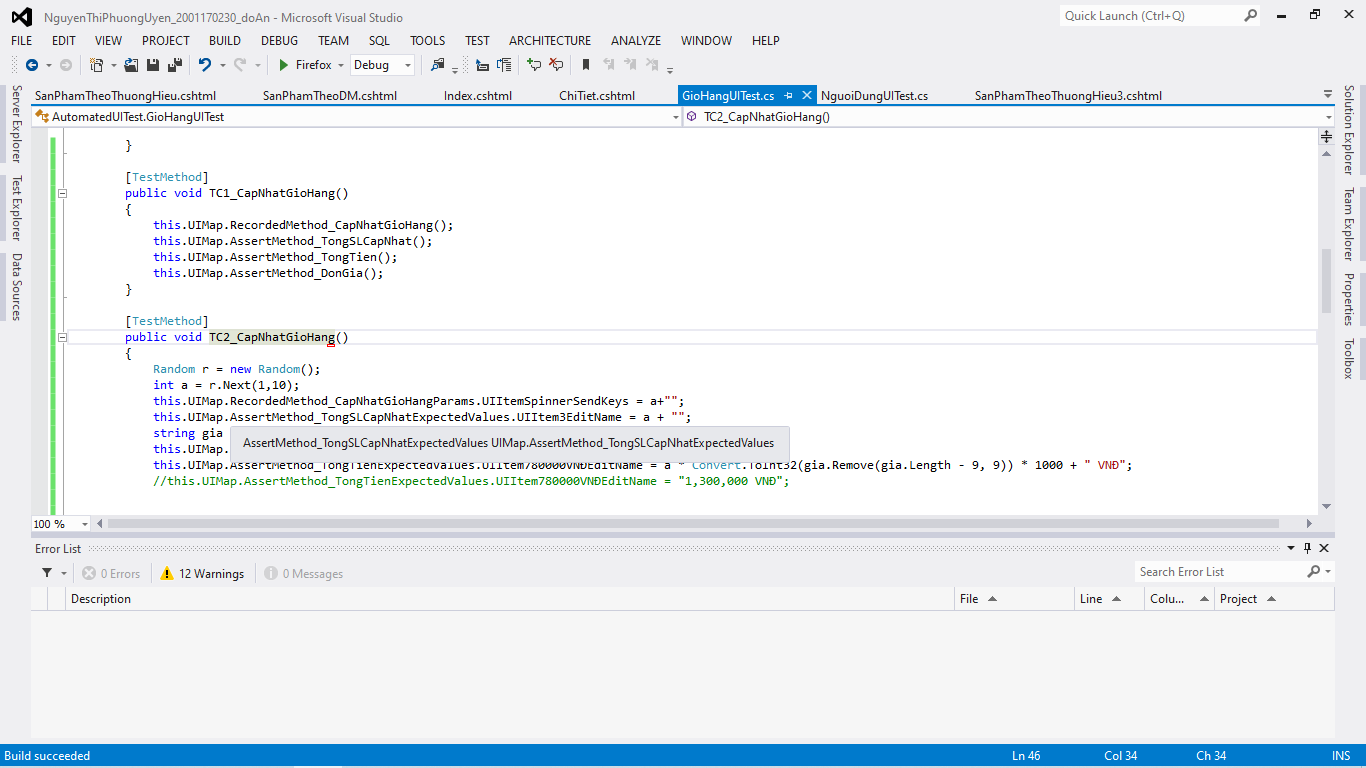 NguyenThiPhuongUyen_2001170230_doAn - Microsoft Visual Studio
Quick Launch (Ctrl+Q)
FILE EDIT VIEW PROJECT BUILD DEBUG TEAM SQL TOOLS TEST ARCHITECTURE ANALYZE WINDOW HELP
Firefox Debug
SanPhamTheoThuongHieu.cshtml SanPhamTheoDM.cshtml Index.cshtml ChiTiet.cshtml GioHangUITest.cs NguoiDungUITest.cs SanPhamTheoThuongHieu3.cshtml
AutomatedUITest.GioHangUITest TC2_CapNhatGioHang()
Server Explorer
Test Explorer
Data Sources
}
[TestMethod]
public void TC1_CapNhatGioHang()
{
this.UIMap.RecordedMethod_CapNhatGioHang();
this.UIMap.AssertMethod_TongSLCapNhat();
this.UIMap.AssertMethod_TongTien();
this.UIMap.AssertMethod_DonGia();
}
[TestMethod]
public void TC2_CapNhatGioHang()
{
Random r = new Random();
int a = r.Next(1,10);
this.UIMap.RecordedMethod_CapNhatGioHangParams.UIItemSpinnerSendKeys = a+"";
this.UIMap.AssertMethod_TongSLCapNhatExpectedValues.UIItem3EditName = a + "";
string gia
AssertMethod_TongSLCapNhatExpectedValues UIMap.AssertMethod_TongSLCapNhatExpectedValues
this.UIMap.
this.UIMap.AssertMethod_TongTienExpectedValues.UIItem780000VNĐEditName = a * Convert.ToInt32(gia.Remove(gia.Length - 9, 9)) * 1000 + " VNĐ";
//this.UIMap.AssertMethod_TongTienExpectedValues.UIItem780000VNĐEditName = "1,300,000 VNĐ";
Solution Explorer
Team Explorer
Properties
Toolbox
100 %
Error List
0 Errors 12 Warnings 0 Messages
Search Error List
Description File Line Colu... Project
Build succeeded Ln 46 Col 34 Ch 34 INS